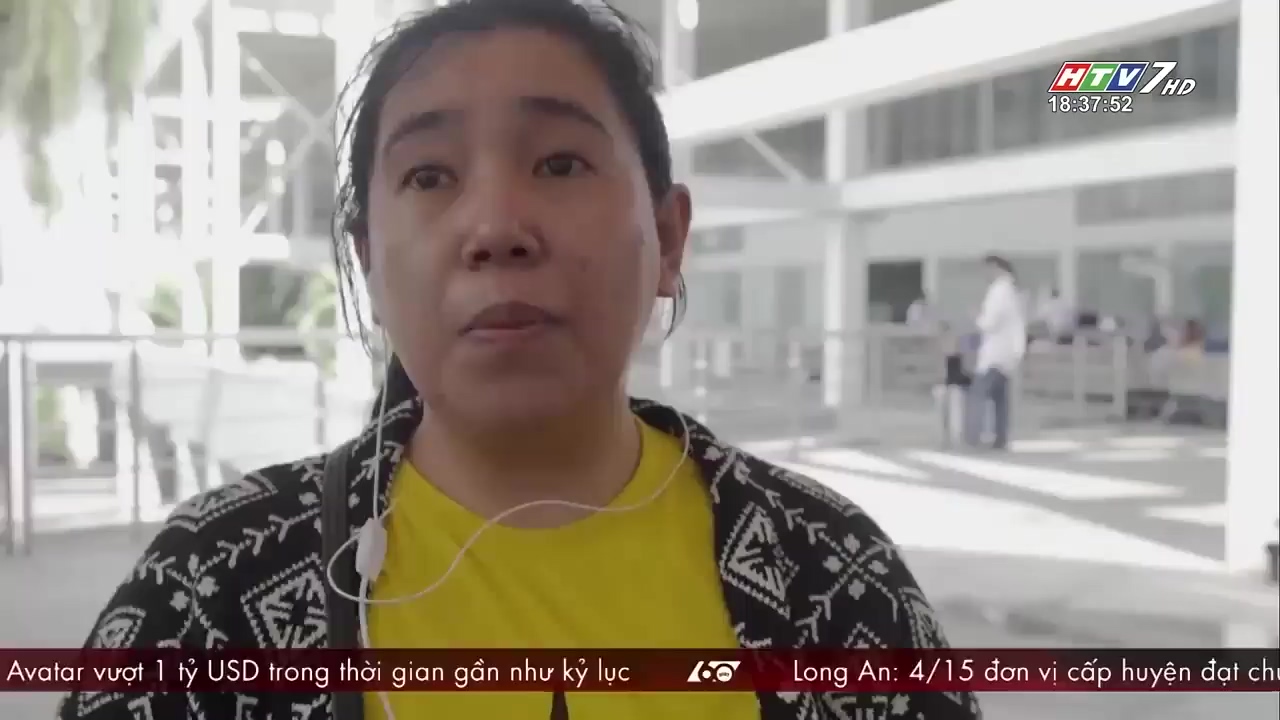 HTV7 HD
18:37:52
Avatar vượt 1 tỷ USD trong thời gian gần như kỷ lục
60 Long An: 4/15 đơn vị cấp huyện đạt